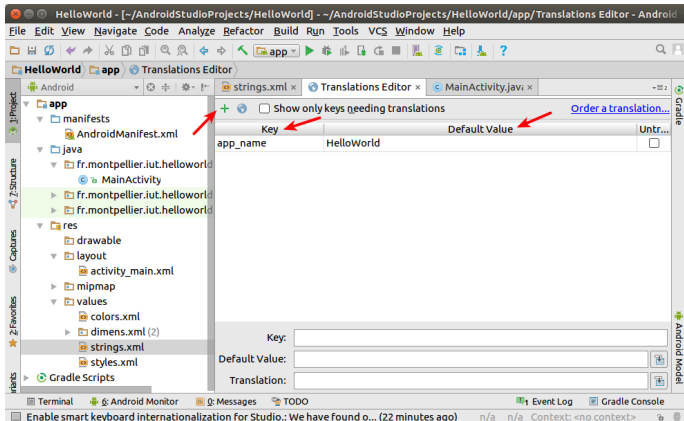 HelloWorld - [~/AndroidStudioProjects/HelloWorld] - ~/AndroidStudioProjects/HelloWorld/app/Translations Editor - Android
File Edit View Navigate Code Analyze Refactor Build Run Tools VCS Window Help
app
HelloWorld app Translations Editor
Android
strings.xml × Translations Editor × MainActivity.java ×
1: Project
Z: Structure
Captures
2: Favorites
app
manifests
AndroidManifest.xml
java
fr.montpellier.iut.helloworld
MainActivity
fr.montpellier.iut.helloworld
fr.montpellier.iut.helloworld
res
drawable
layout
activity_main.xml
mipmap
values
colors.xml
dimens.xml (2)
strings.xml
styles.xml
Gradle Scripts
Show only keys needing translations
Order a translation...
Key Default Value Untr...
app_name HelloWorld
Key:
Default Value:
Translation:
Gradle
Android Model
Terminal 6: Android Monitor 0: Messages TODO 1 Event Log Gradle Console
Enable smart keyboard internationalization for Studio.: We have found o... (22 minutes ago) n/a n/a Context: <no context>